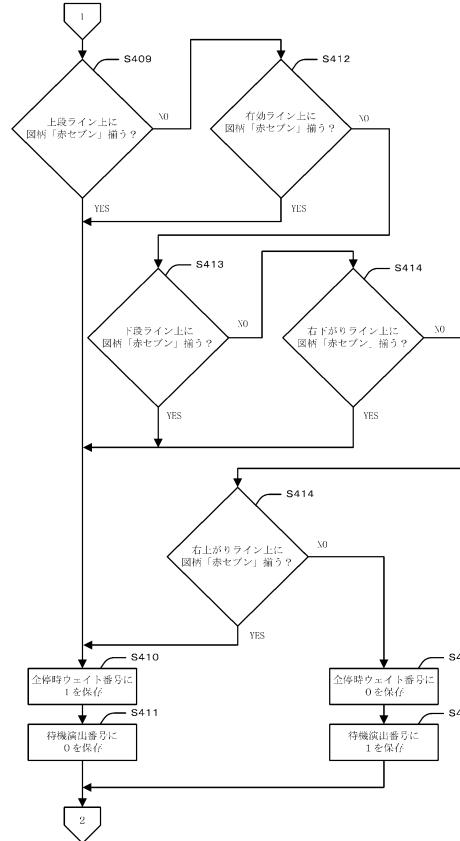 1
S409
上段ライン上に
図柄「赤セブン」揃う？
NO
YES
S412
有効ライン上に
図柄「赤セブン」揃う？
NO
YES
S413
下段ライン上に
図柄「赤セブン」揃う？
NO
YES
S414
右下がりライン上に
図柄「赤セブン」揃う？
NO
YES
S414
右上がりライン上に
図柄「赤セブン」揃う？
NO
YES
S410
全停時ウェイト番号に
1を保存
S4
全停時ウェイト番号に
0を保存
S411
待機演出番号に
0を保存
S4
待機演出番号に
1を保存
2